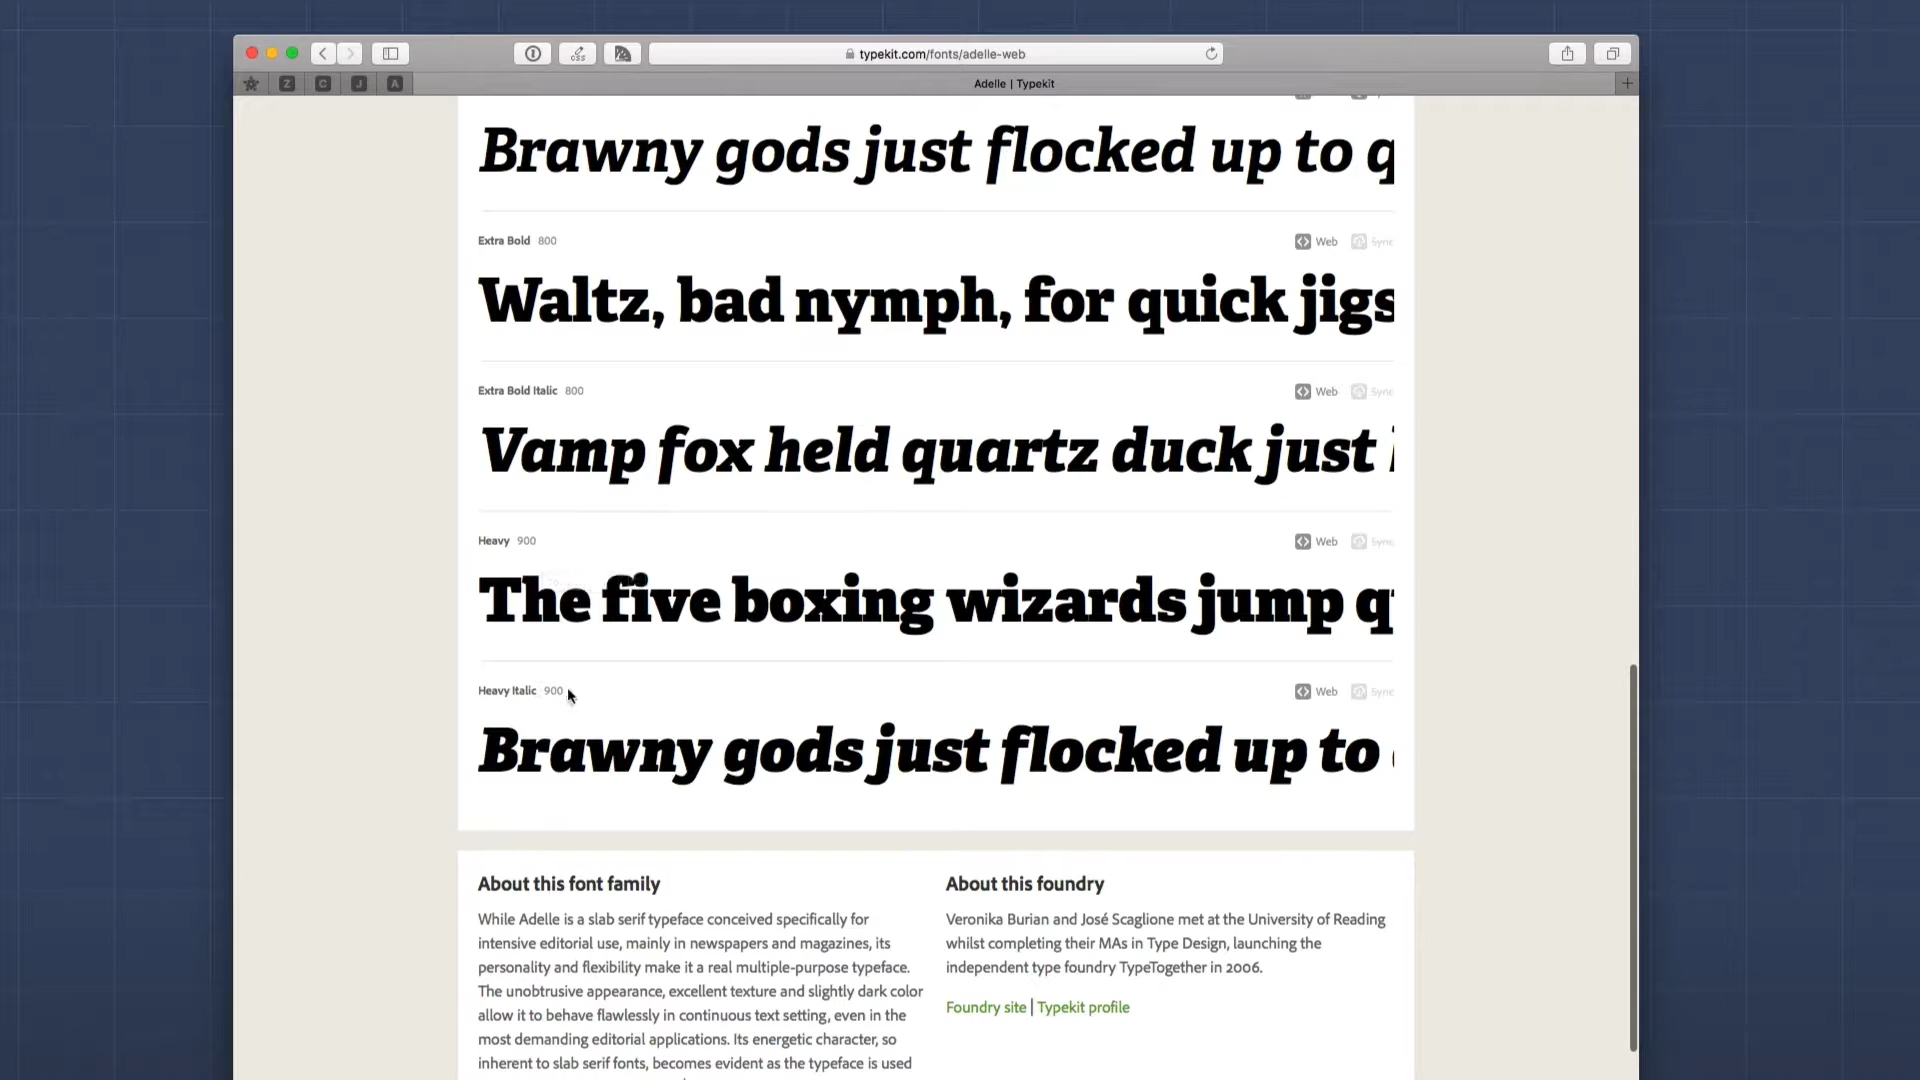 typekit.com/fonts/adelle-web
Z C J A
Adelle | Typekit
Brawny gods just flocked up to q
Extra Bold 800
Web Sync
Waltz, bad nymph, for quick jigs
Extra Bold Italic 800
Web Sync
Vamp fox held quartz duck just
Heavy 900
Web Sync
The five boxing wizards jump q
Heavy Italic 900
Web Sync
Brawny gods just flocked up to
About this font family
While Adelle is a slab serif typeface conceived specifically for
intensive editorial use, mainly in newspapers and magazines, its
personality and flexibility make it a real multiple-purpose typeface.
The unobtrusive appearance, excellent texture and slightly dark color
allow it to behave flawlessly in continuous text setting, even in the
most demanding editorial applications. Its energetic character, so
inherent to slab serif fonts, becomes evident as the typeface is used
About this foundry
Veronika Burian and José Scaglione met at the University of Reading
whilst completing their MAs in Type Design, launching the
independent type foundry TypeTogether in 2006.
Foundry site | Typekit profile